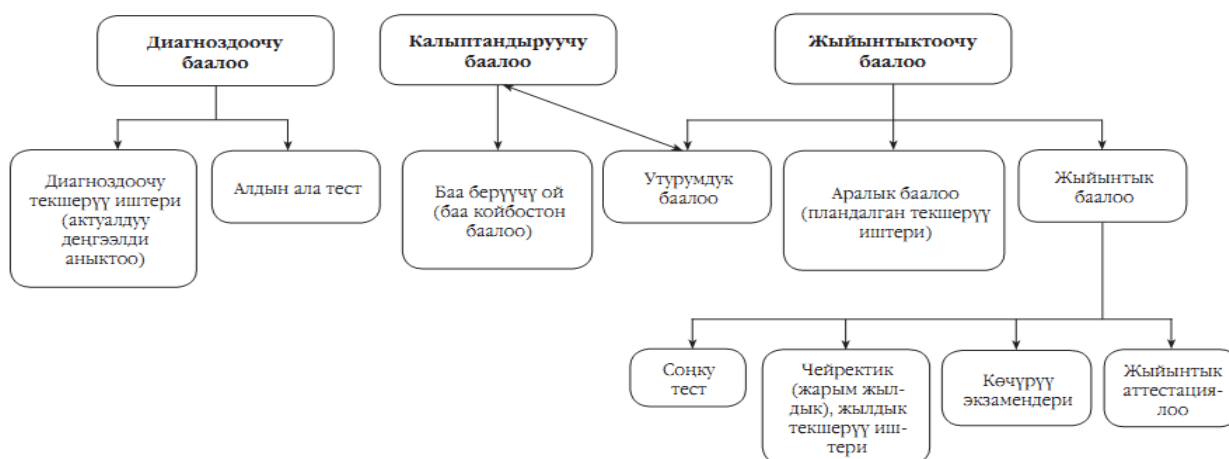 Диагноздоочу
баалоо
Калыптандыруучу
баалоо
Жыйынтыктоочу
баалоо
Диагноздоочу
текшерүү иштери
(актуалдуу
деңгээлди
аныктоо)
Алдын ала тест
Баа берүүчү ой
(баа койбостон
баалоо)
Утурумдук
баалоо
Аралык баалоо
(пландалган текшерүү
иштери)
Жыйынтык
баалоо
Соңку
тест
Чейректик
(жарым жыл-
дык), жылдык
текшерүү иш-
тери
Көчүрүү
экзамендери
Жыйынтык
аттестация-
лоо